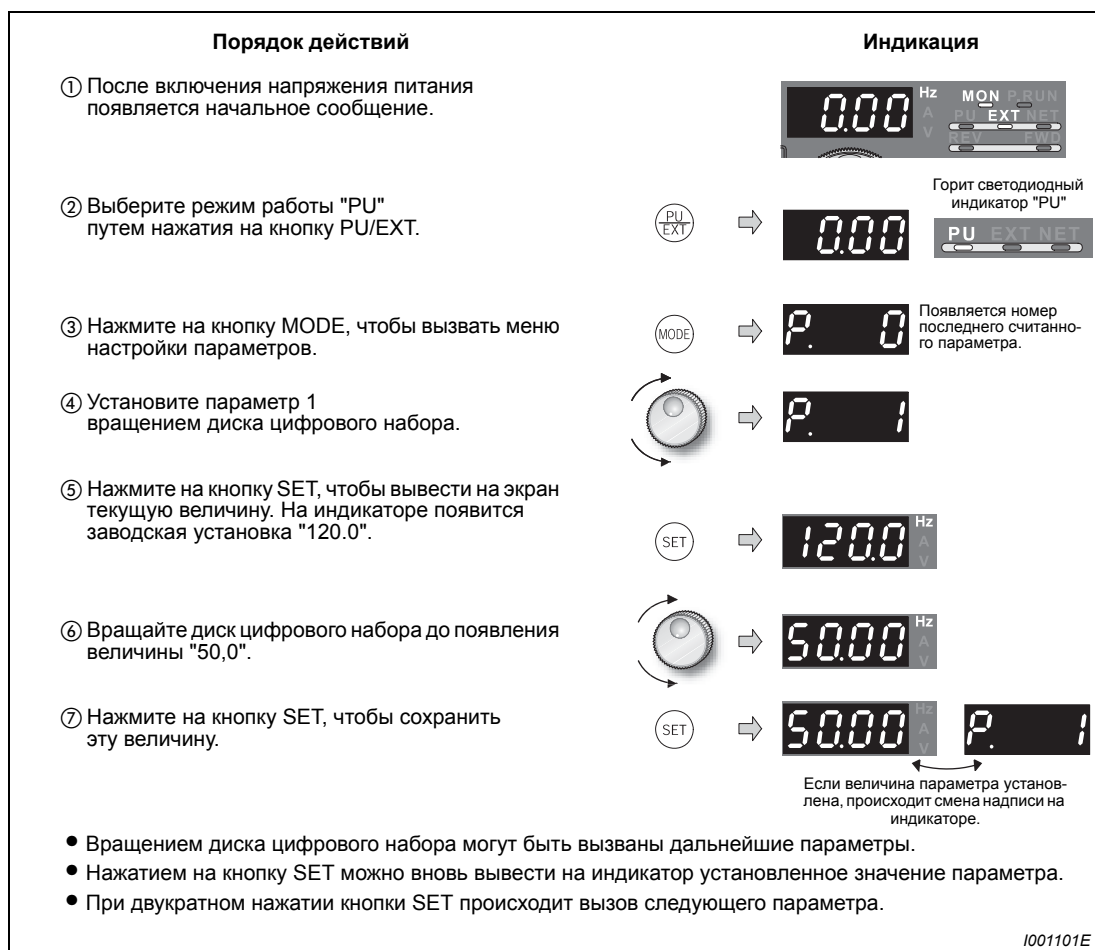 Порядок действий
Индикация
① После включения напряжения питания
появляется начальное сообщение.
0.00 Hz A V MON P.RUN
PU EXT NET
REV FWD
② Выберите режим работы "PU"
путем нажатия на кнопку PU/EXT.
PU
EXT
0.00
Горит светодиодный
индикатор "PU"
PU EXT NET
③ Нажмите на кнопку MODE, чтобы вызвать меню
настройки параметров.
MODE
P. 0
Появляется номер
последнего считанно-
го параметра.
④ Установите параметр 1
вращением диска цифрового набора.
P. 1
⑤ Нажмите на кнопку SET, чтобы вывести на экран
текущую величину. На индикаторе появится
заводская установка "120.0".
SET
120.0 Hz A V
⑥ Вращайте диск цифрового набора до появления
величины "50,0".
50.00 Hz A V
⑦ Нажмите на кнопку SET, чтобы сохранить
эту величину.
SET
50.00 Hz A V
P. 1
Если величина параметра установ-
лена, происходит смена надписи на
индикаторе.
● Вращением диска цифрового набора могут быть вызваны дальнейшие параметры.
● Нажатием на кнопку SET можно вновь вывести на индикатор установленное значение параметра.
● При двукратном нажатии кнопки SET происходит вызов следующего параметра.
I001101E